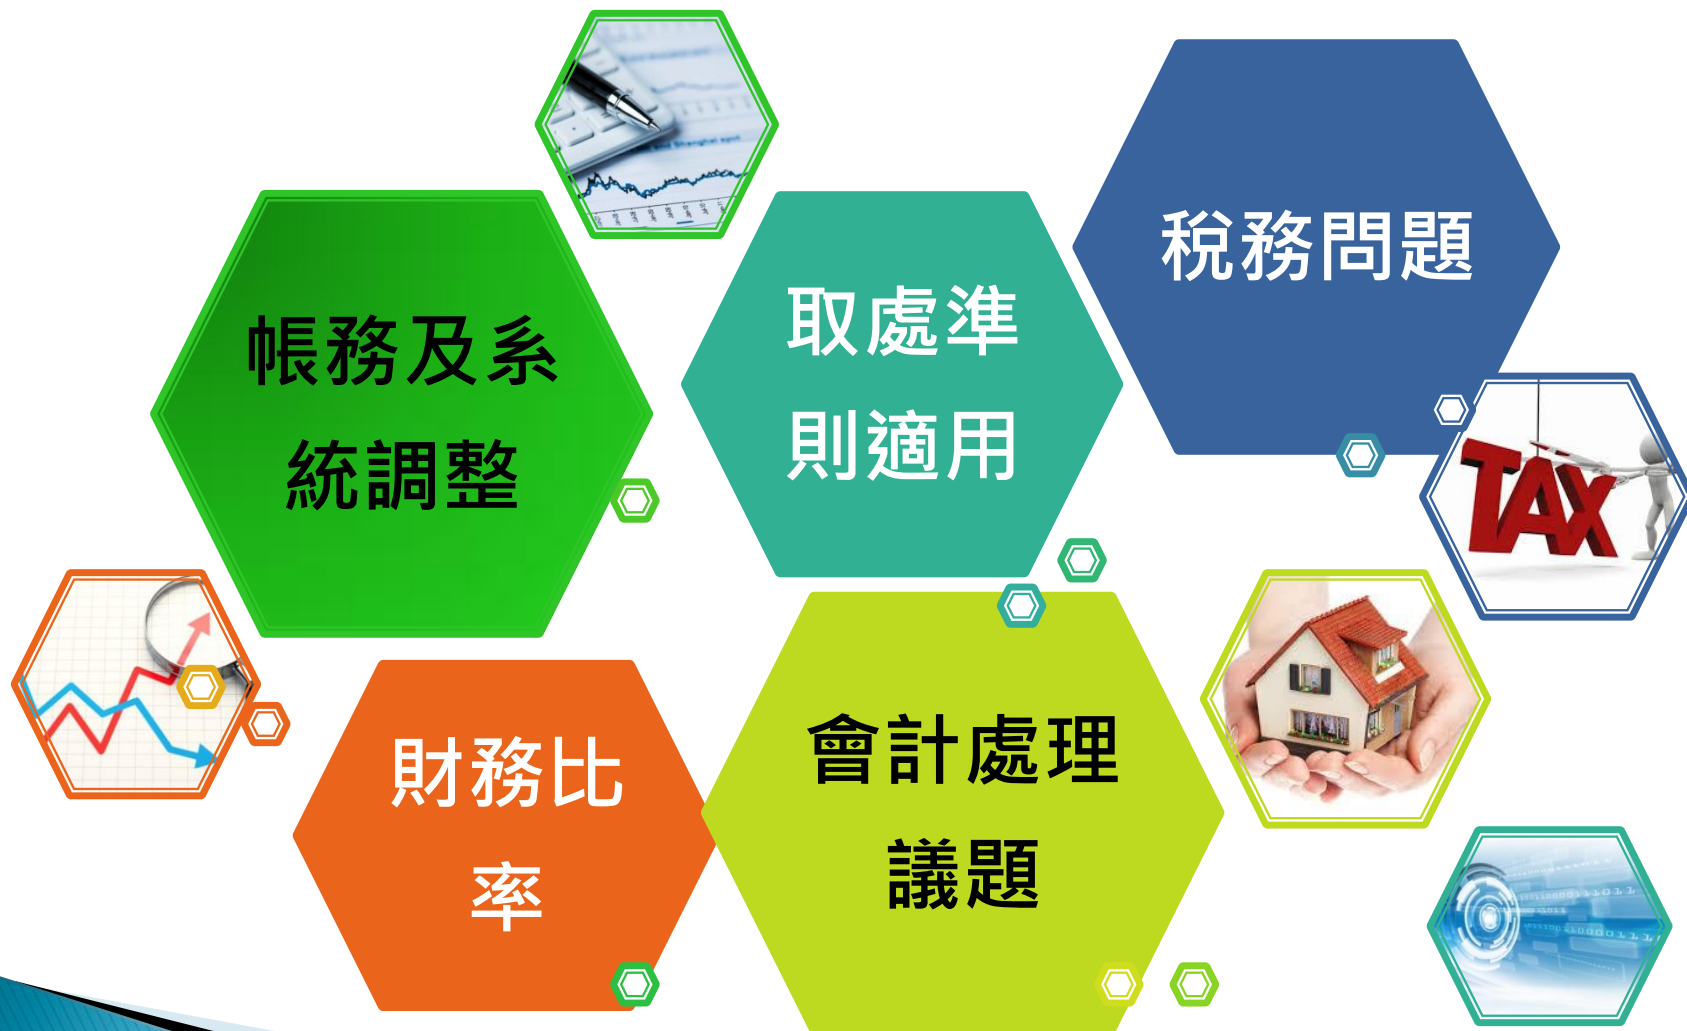 帳務及系
統調整
取處準
則適用
稅務問題
財務比
率
會計處理
議題
TAX